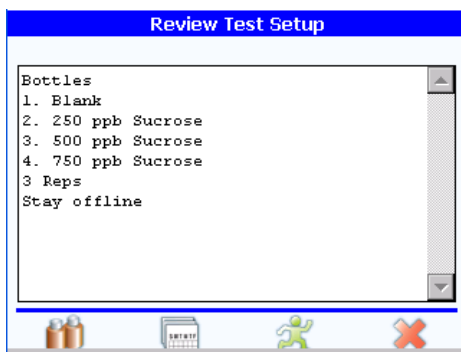 Review Test Setup
Bottles
1. Blank
2. 250 ppb Sucrose
3. 500 ppb Sucrose
4. 750 ppb Sucrose
3 Reps
Stay offline